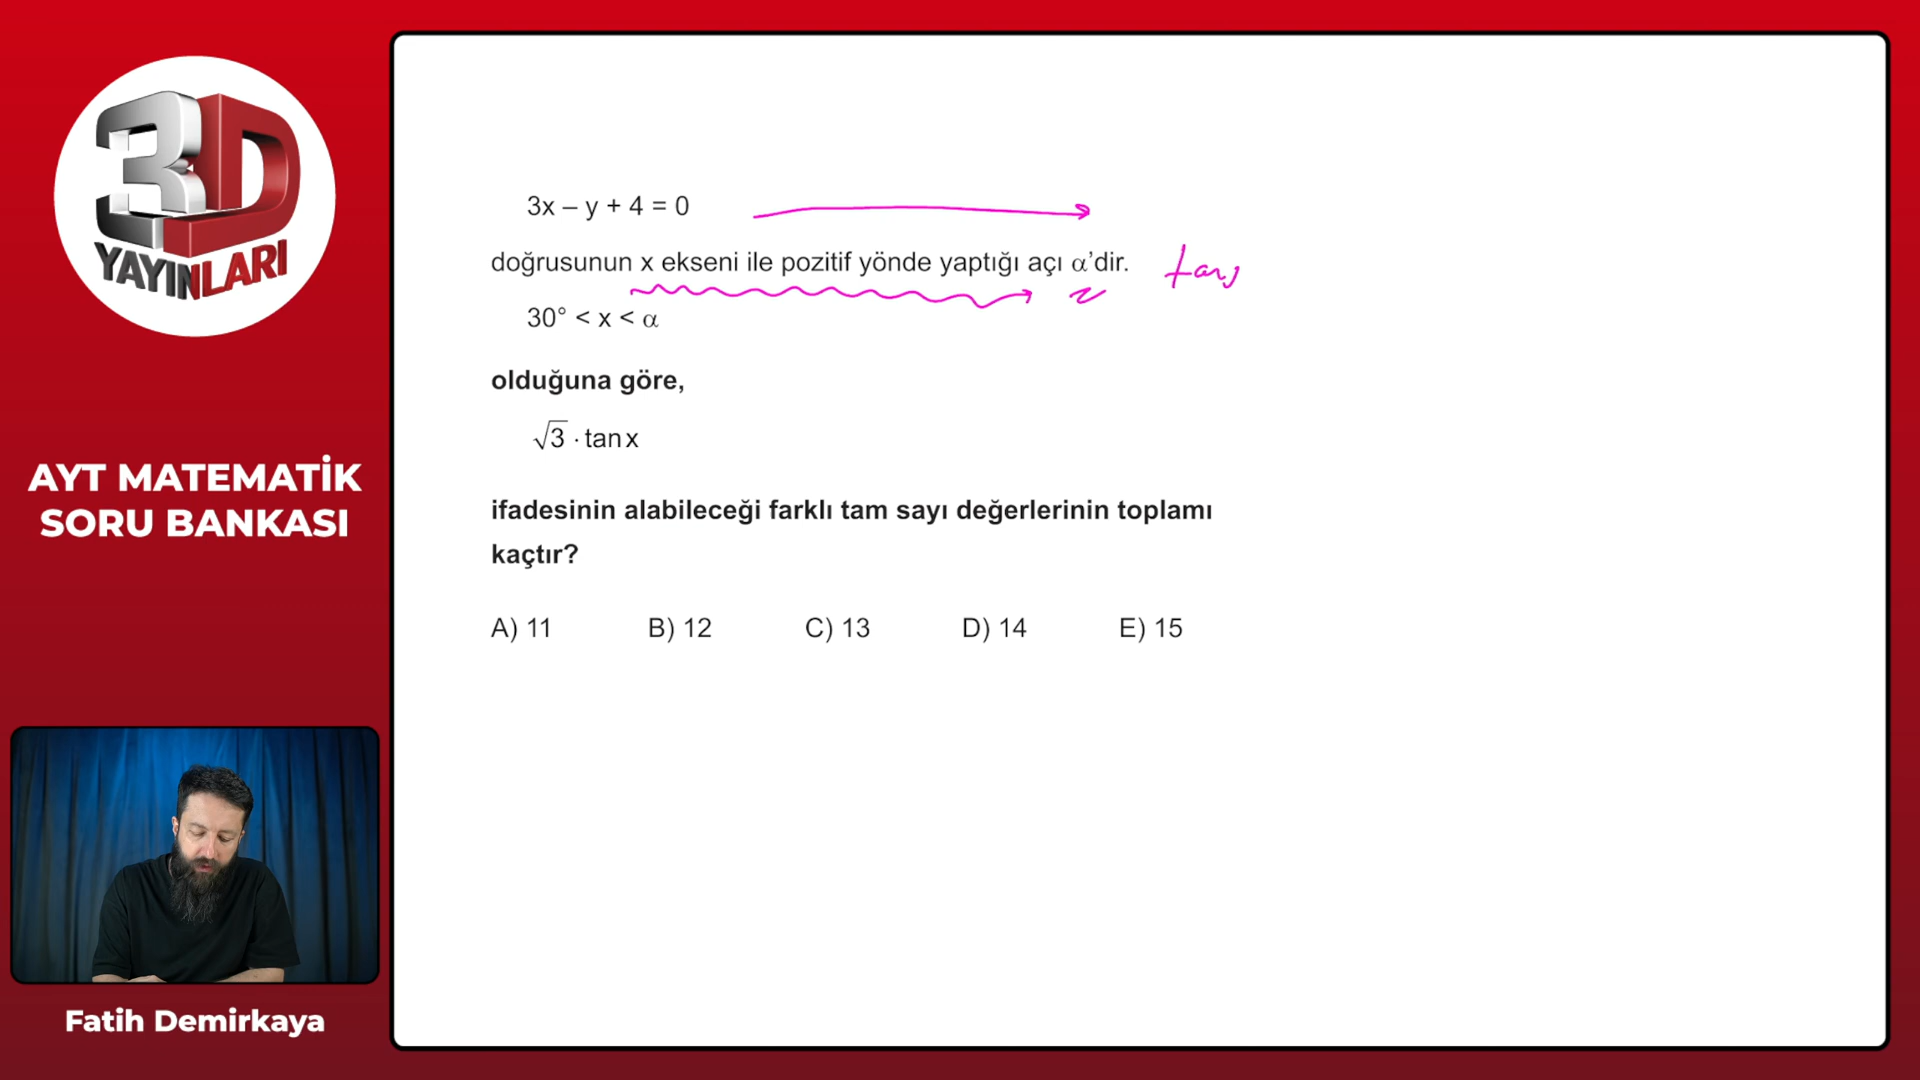 3D
YAYINLARI
AYT MATEMATİK
SORU BANKASI
Fatih Demirkaya
3x – y + 4 = 0
doğrusunun x ekseni ile pozitif yönde yaptığı açı α’dir.
tan
30° < x < α
olduğuna göre,
√3 · tan x
ifadesinin alabileceği farklı tam sayı değerlerinin toplamı
kaçtır?
A) 11 B) 12 C) 13 D) 14 E) 15